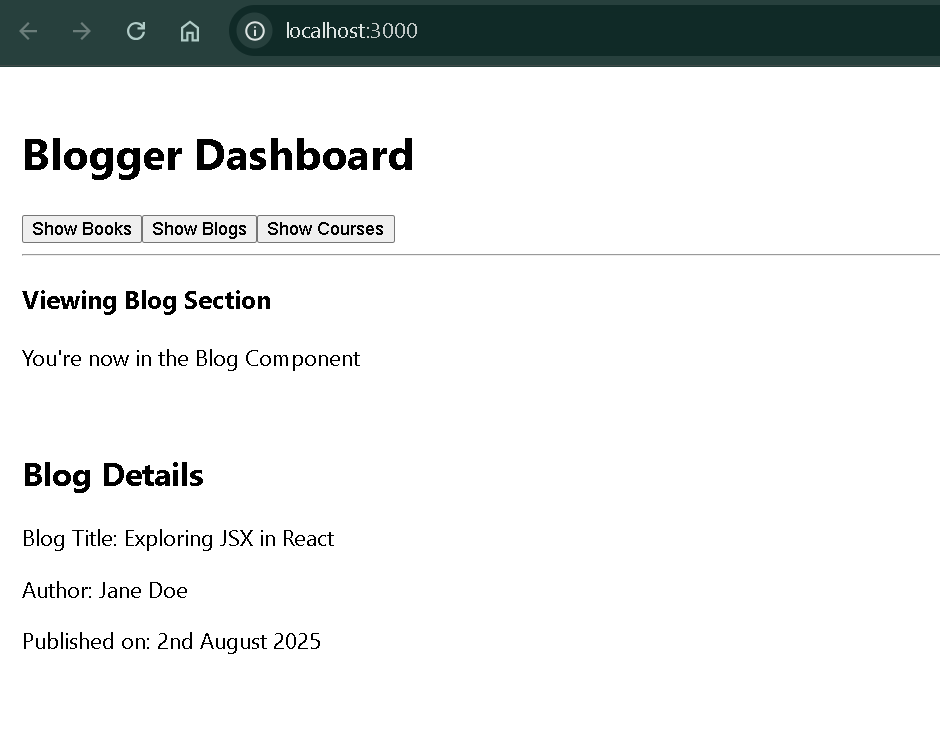 localhost:3000
Blogger Dashboard
Show Books Show Blogs Show Courses
Viewing Blog Section
You're now in the Blog Component
Blog Details
Blog Title: Exploring JSX in React
Author: Jane Doe
Published on: 2nd August 2025